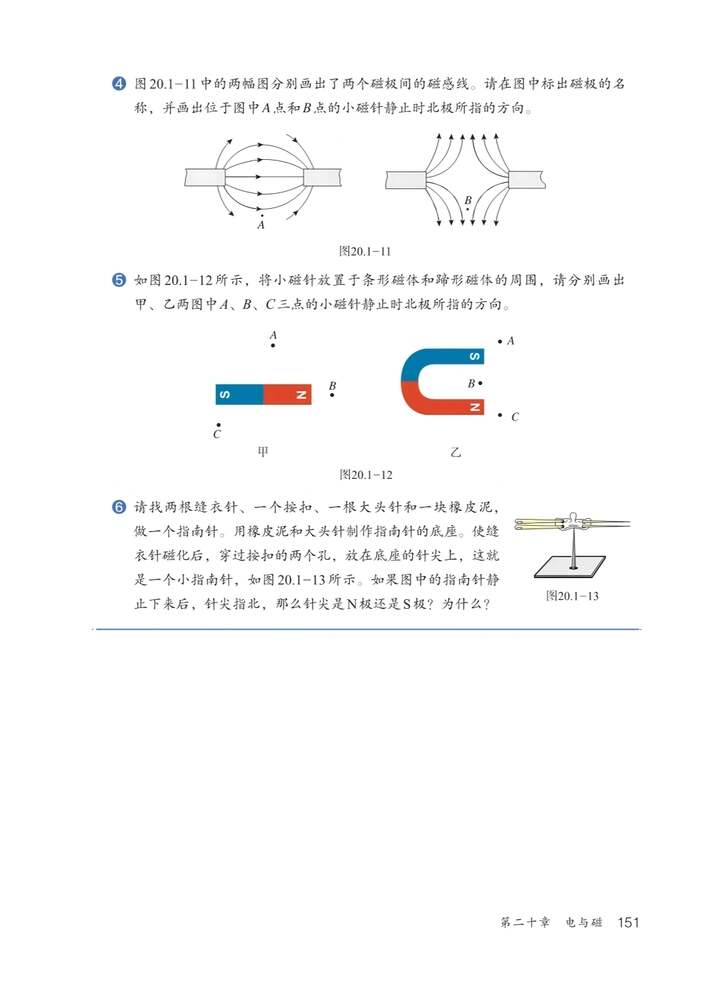 4 图20.1-11中的两幅图分别画出了两个磁极间的磁感线。请在图中标出磁极的名
称，并画出位于图中A点和B点的小磁针静止时北极所指的方向。
A
B
图20.1-11
5 如图20.1-12所示，将小磁针放置于条形磁体和蹄形磁体的周围，请分别画出
甲、乙两图中A、B、C三点的小磁针静止时北极所指的方向。
A
S N
B
C
甲
S
A
B
N
C
乙
图20.1-12
6 请找两根缝衣针、一个按扣、一根大头针和一块橡皮泥，
做一个指南针。用橡皮泥和大头针制作指南针的底座。使缝
衣针磁化后，穿过按扣的两个孔，放在底座的针尖上，这就
是一个小指南针，如图20.1-13所示。如果图中的指南针静
止下来后，针尖指北，那么针尖是N极还是S极？为什么？
图20.1-13
第二十章 电与磁 151